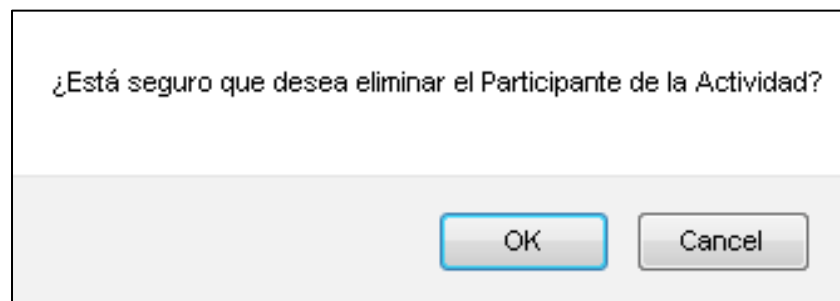 ¿Está seguro que desea eliminar el Participante de la Actividad?
OK
Cancel